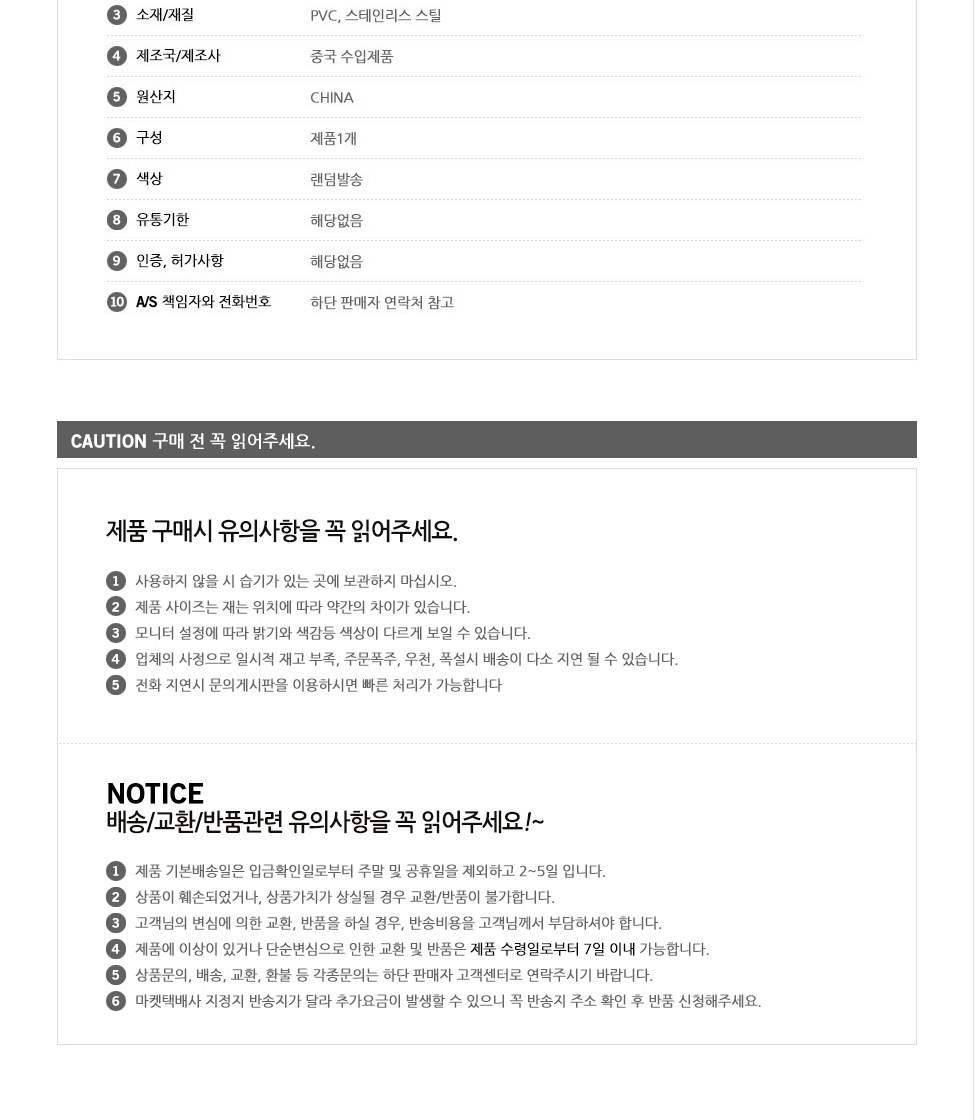 3 소재/재질 PVC, 스테인리스 스틸
4 제조국/제조사 중국 수입제품
5 원산지 CHINA
6 구성 제품1개
7 색상 랜덤발송
8 유통기한 해당없음
9 인증, 허가사항 해당없음
10 A/S 책임자와 전화번호 하단 판매자 연락처 참고
CAUTION 구매 전 꼭 읽어주세요.
제품 구매시 유의사항을 꼭 읽어주세요.
1 사용하지 않을 시 습기가 있는 곳에 보관하지 마십시오.
2 제품 사이즈는 재는 위치에 따라 약간의 차이가 있습니다.
3 모니터 설정에 따라 밝기와 색감등 색상이 다르게 보일 수 있습니다.
4 업체의 사정으로 일시적 재고 부족, 주문폭주, 우천, 폭설시 배송이 다소 지연 될 수 있습니다.
5 전화 지연시 문의게시판을 이용하시면 빠른 처리가 가능합니다
NOTICE
배송/교환/반품관련 유의사항을 꼭 읽어주세요!~
1 제품 기본배송일은 입금확인일로부터 주말 및 공휴일을 제외하고 2~5일 입니다.
2 상품이 훼손되었거나, 상품가치가 상실될 경우 교환/반품이 불가합니다.
3 고객님의 변심에 의한 교환, 반품을 하실 경우, 반송비용을 고객님께서 부담하셔야 합니다.
4 제품에 이상이 있거나 단순변심으로 인한 교환 및 반품은 제품 수령일로부터 7일 이내 가능합니다.
5 상품문의, 배송, 교환, 환불 등 각종문의는 하단 판매자 고객센터로 연락주시기 바랍니다.
6 마켓택배사 지정지 반송지가 달라 추가요금이 발생할 수 있으니 꼭 반송지 주소 확인 후 반품 신청해주세요.